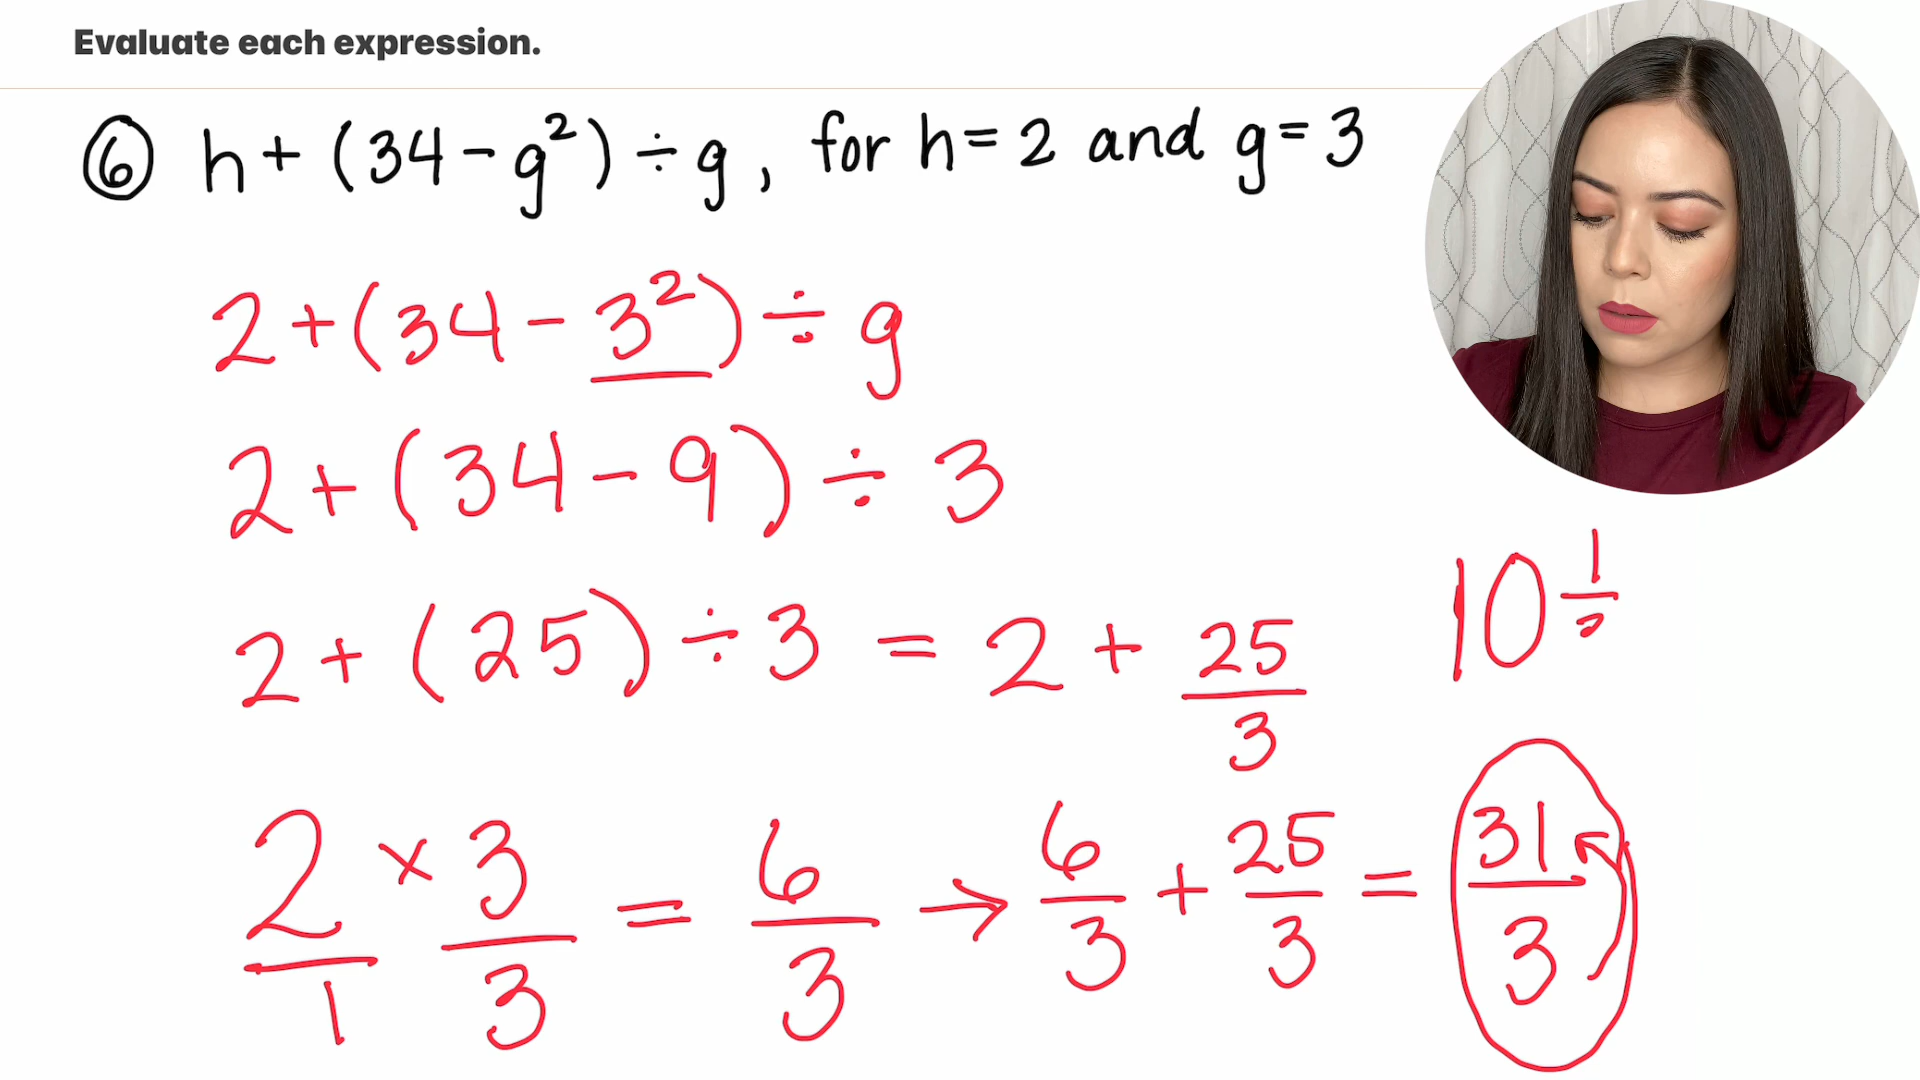 Evaluate each expression.
⑥ h + (34 - g²) ÷ g, for h = 2 and g = 3
2 + (34 - 3²) ÷ g
2 + (34 - 9) ÷ 3
2 + (25) ÷ 3 = 2 + 25/3
10 1/
2/1 × 3/3 = 6/3 → 6/3 + 25/3 = 31/3